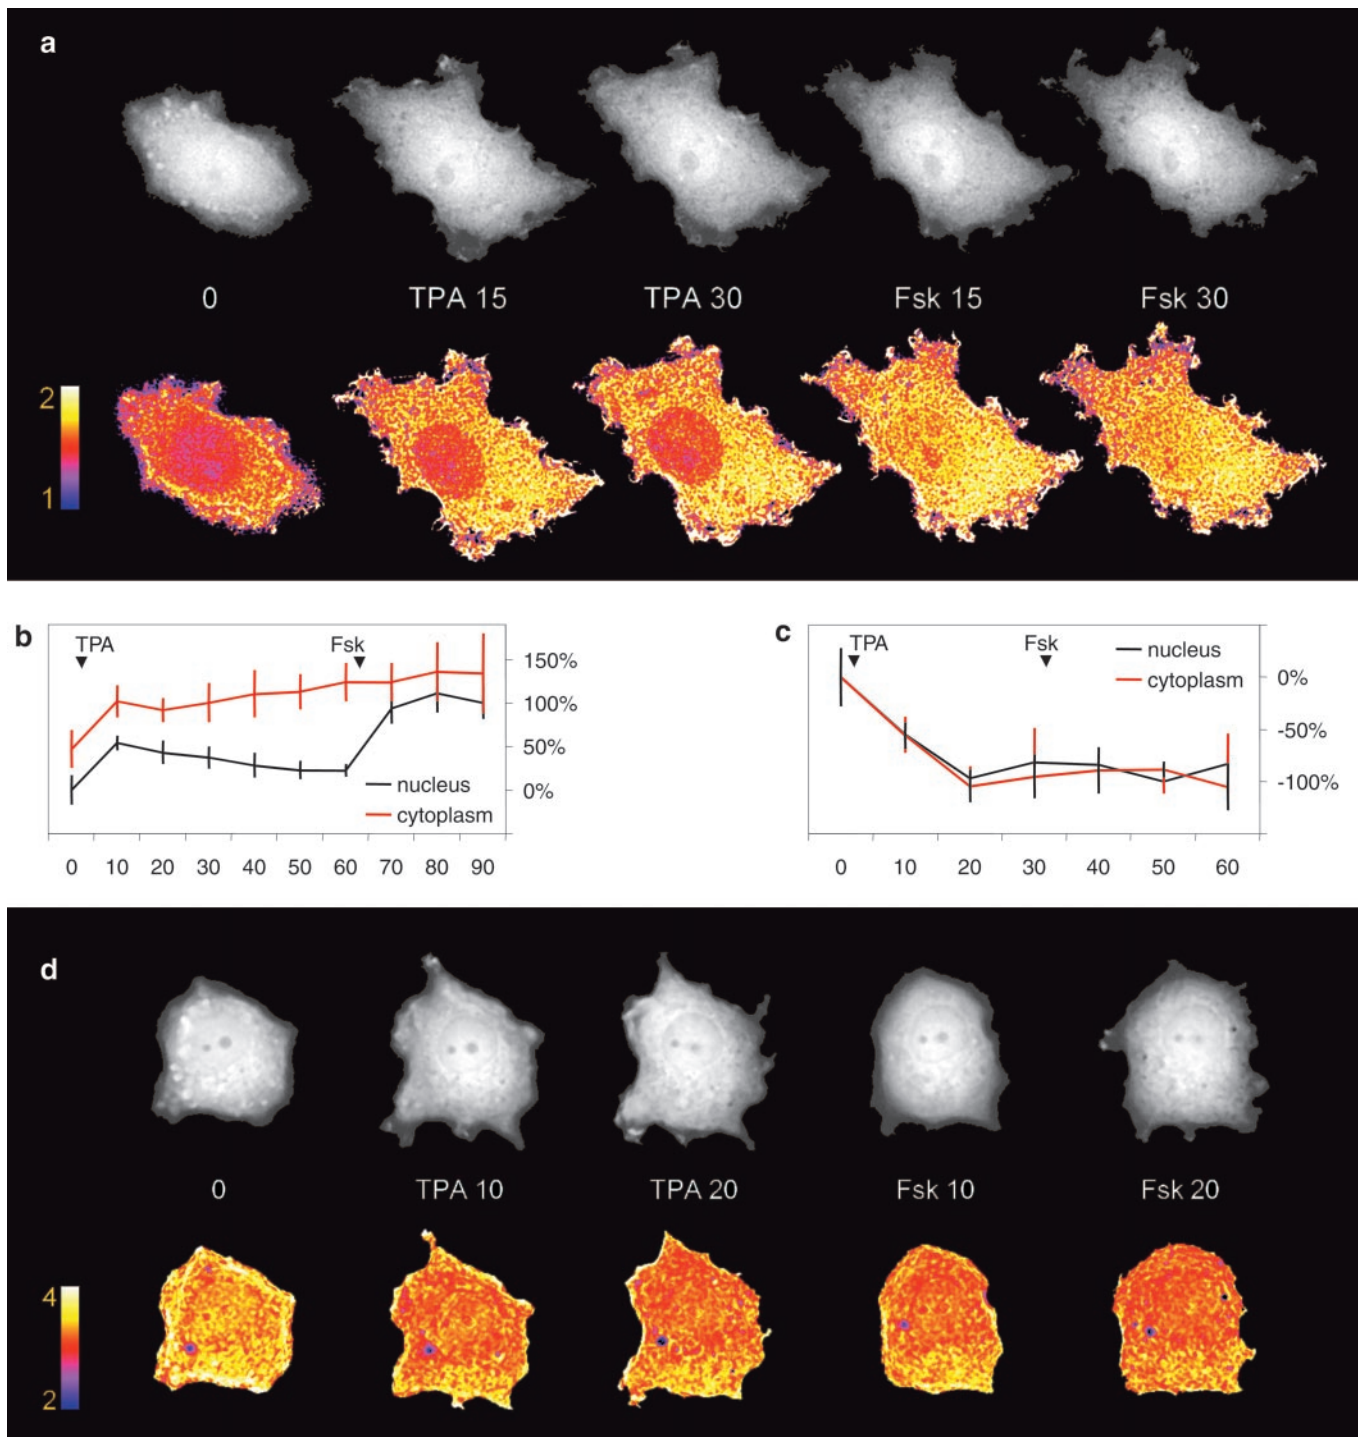 a
0 TPA 15 TPA 30 Fsk 15 Fsk 30
2
1
b
TPA Fsk
150%
100%
50%
0%
nucleus
cytoplasm
0 10 20 30 40 50 60 70 80 90
c
TPA Fsk
nucleus
cytoplasm
0%
-50%
-100%
0 10 20 30 40 50 60
d
0 TPA 10 TPA 20 Fsk 10 Fsk 20
4
2